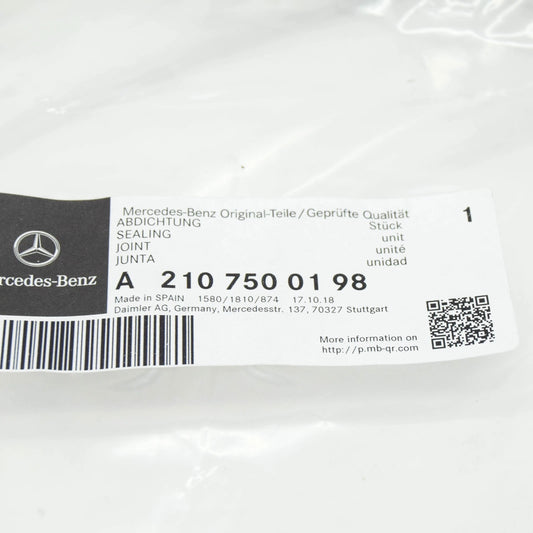 Mercedes-Benz Original-Teile/Geprüfte Qualität 1
ABDICHTUNG Stück
SEALING unit
JOINT unité
JUNTA unidad
rcedes-Benz
A 210 750 01 98
Made in SPAIN 1580/1810/874 17.10.18
Daimler AG, Germany, Mercedesstr. 137, 70327 Stuttgart
More information on
http://p.mb-qr.com